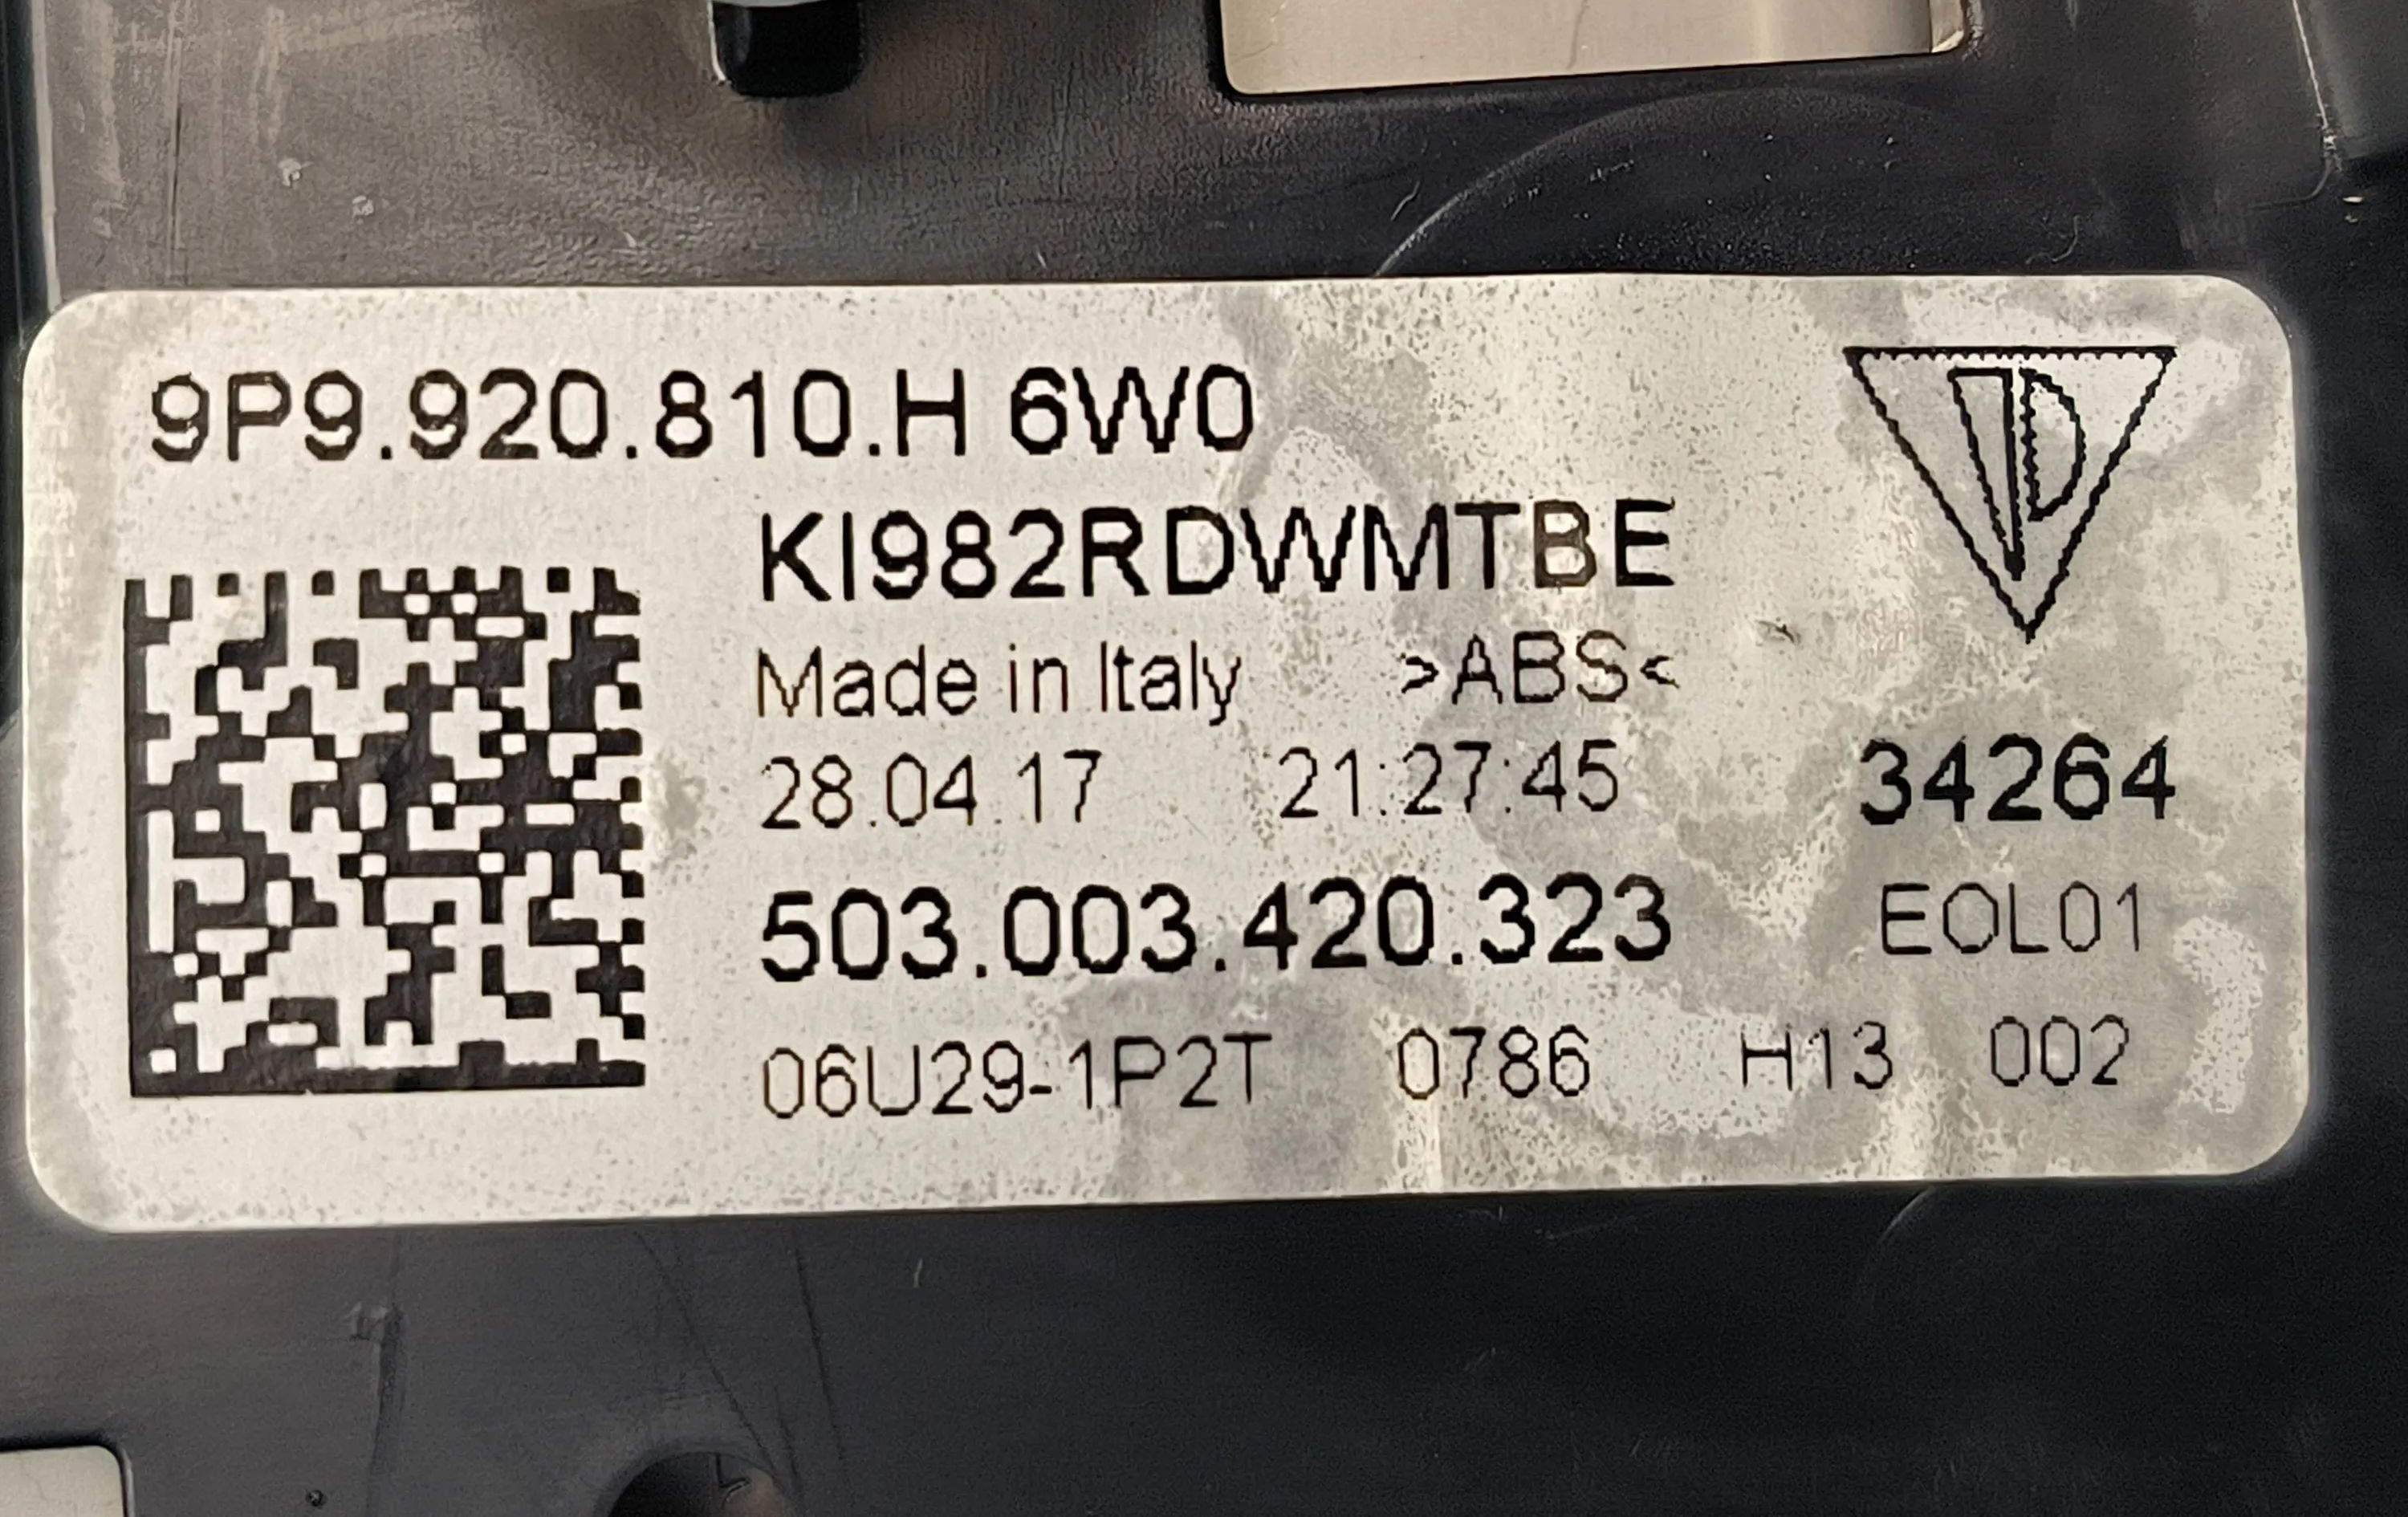 9P9.920.810.H 6W0
KI982RDWMTBE
Made in Italy >ABS<
28.04.17 21:27:45 34264
503.003.420.323 EOL01
06U29-1P2T 0786 H13 002